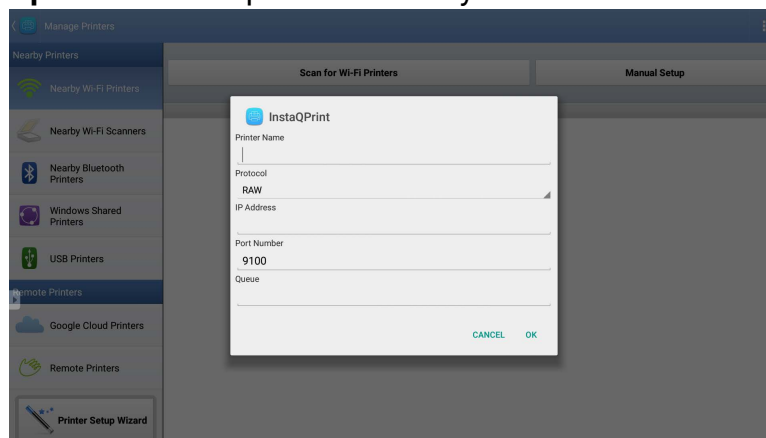 Manage Printers
Nearby Printers
Scan for Wi-Fi Printers
Manual Setup
Nearby Wi-Fi Printers
InstaQPrint
Printer Name
Nearby Wi-Fi Scanners
Protocol
Nearby Bluetooth
Printers
RAW
IP Address
Windows Shared
Printers
Port Number
9100
USB Printers
Queue
Remote Printers
Google Cloud Printers
CANCEL
OK
Remote Printers
Printer Setup Wizard